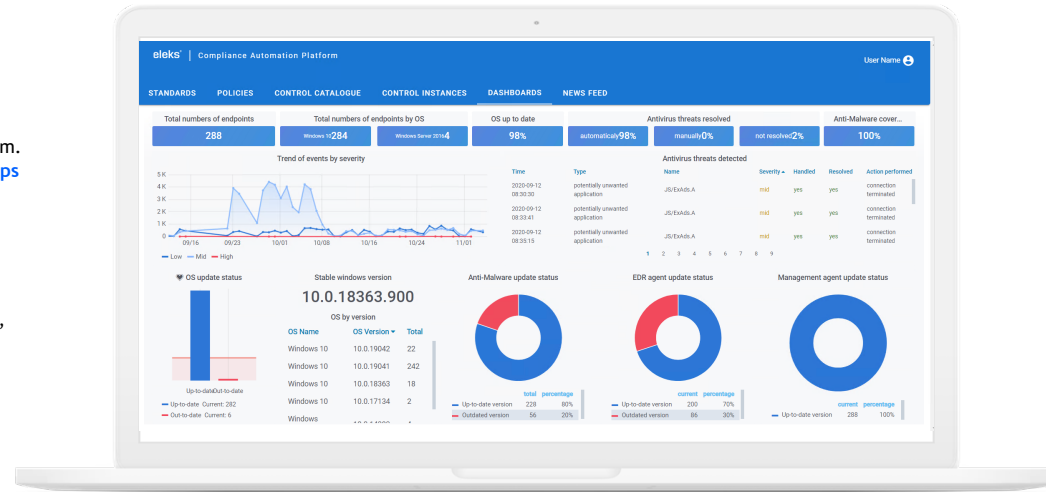 m.
ps
,
eleks | Compliance Automation Platform
User Name
STANDARDS POLICIES CONTROL CATALOGUE CONTROL INSTANCES DASHBOARDS NEWS FEED
Total numbers of endpoints
288
Total numbers of endpoints by OS
Windows 10 284
Windows Server 2016 4
OS up to date
98%
Antivirus threats resolved
automaticaly 98%
manually 0%
not resolved 2%
Anti-Malware cover...
100%
Trend of events by severity
5 K
4 K
3 K
2 K
1 K
0
09/16 09/23 10/01 10/08 10/16 10/24 11/01
Low Mid High
Antivirus threats detected
Time Type Name Severity Handled Resolved Action performed
2020-09-12 potentially unwanted JS/ExAds.A mid yes yes connection
08:30:30 application terminated
2020-09-12 potentially unwanted JS/ExAds.A mid yes yes connection
08:33:41 application terminated
2020-09-12 potentially unwanted JS/ExAds.A mid yes yes connection
08:35:15 application terminated
1 2 3 4 5 6 7 8 9
OS update status
Up-to-date Out-to-date
Up-to-date Current: 282
Out-to-date Current: 6
Stable windows version
10.0.18363.900
OS by version
OS Name OS Version Total
Windows 10 10.0.19042 22
Windows 10 10.0.19041 242
Windows 10 10.0.18363 18
Windows 10 10.0.17134 2
Windows
Anti-Malware update status
total percentage
Up-to-date version 228 80%
Outdated version 56 20%
EDR agent update status
current percentage
Up-to-date version 200 70%
Outdated version 86 30%
Management agent update status
current percentage
Up-to-date version 288 100%